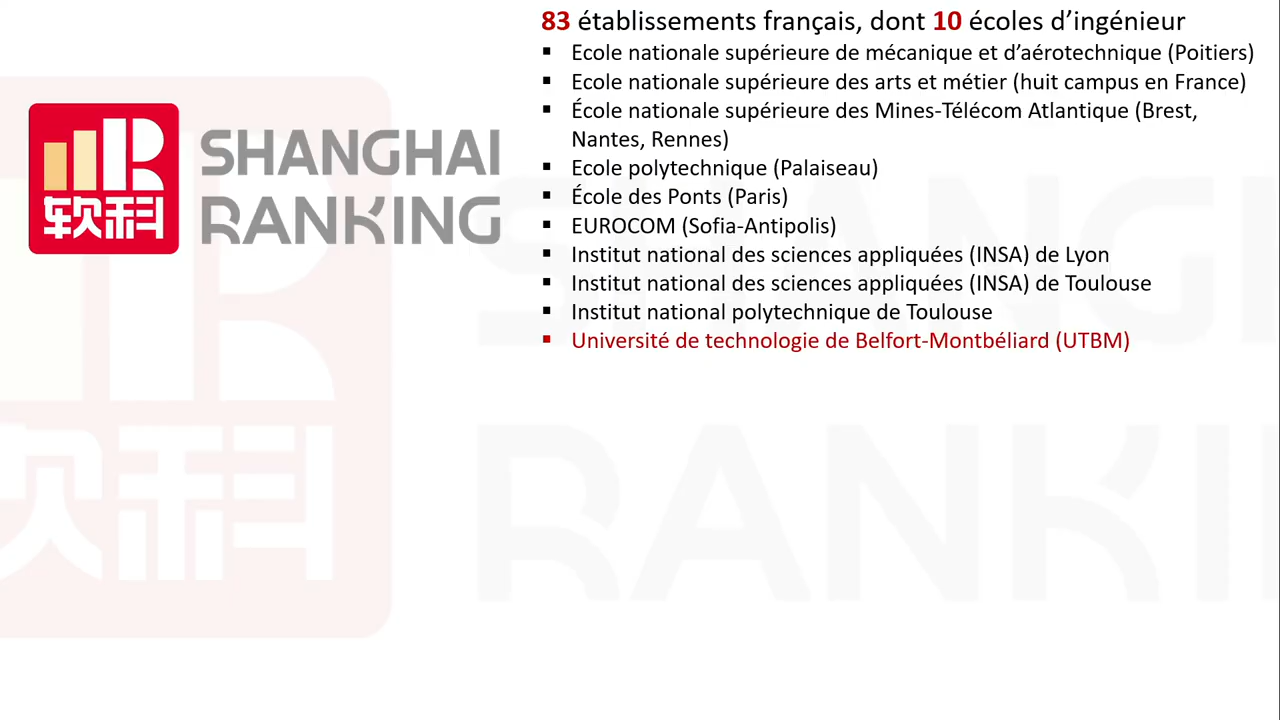 83 établissements français, dont 10 écoles d’ingénieur
▪ Ecole nationale supérieure de mécanique et d’aérotechnique (Poitiers)
▪ Ecole nationale supérieure des arts et métier (huit campus en France)
▪ École nationale supérieure des Mines-Télécom Atlantique (Brest,
Nantes, Rennes)
▪ Ecole polytechnique (Palaiseau)
▪ École des Ponts (Paris)
▪ EUROCOM (Sofia-Antipolis)
▪ Institut national des sciences appliquées (INSA) de Lyon
▪ Institut national des sciences appliquées (INSA) de Toulouse
▪ Institut national polytechnique de Toulouse
▪ Université de technologie de Belfort-Montbéliard (UTBM)
软科
SHANGHAI
RANKING